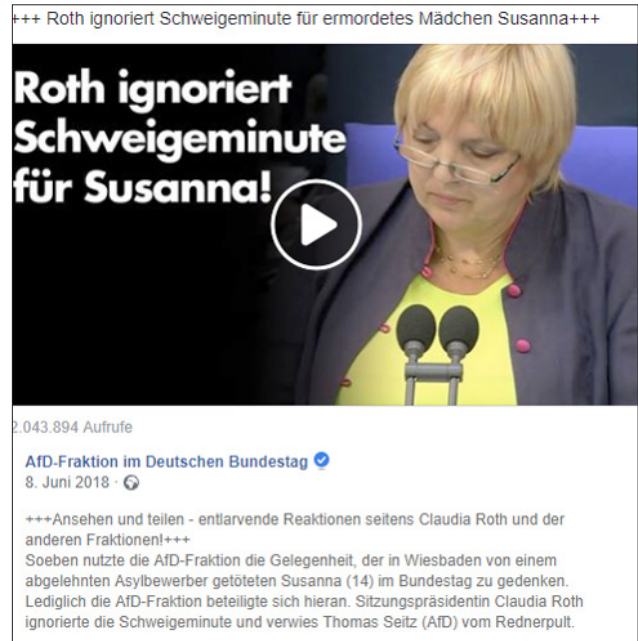 +++ Roth ignoriert Schweigeminute für ermordetes Mädchen Susanna+++
Roth ignoriert
Schweigeminute
für Susanna!
2.043.894 Aufrufe
AfD-Fraktion im Deutschen Bundestag
8. Juni 2018 ·
+++Ansehen und teilen - entlarvende Reaktionen seitens Claudia Roth und der
anderen Fraktionen!+++
Soeben nutzte die AfD-Fraktion die Gelegenheit, der in Wiesbaden von einem
abgelehnten Asylbewerber getöteten Susanna (14) im Bundestag zu gedenken.
Lediglich die AfD-Fraktion beteiligte sich hieran. Sitzungspräsidentin Claudia Roth
ignorierte die Schweigeminute und verwies Thomas Seitz (AfD) vom Rednerpult.